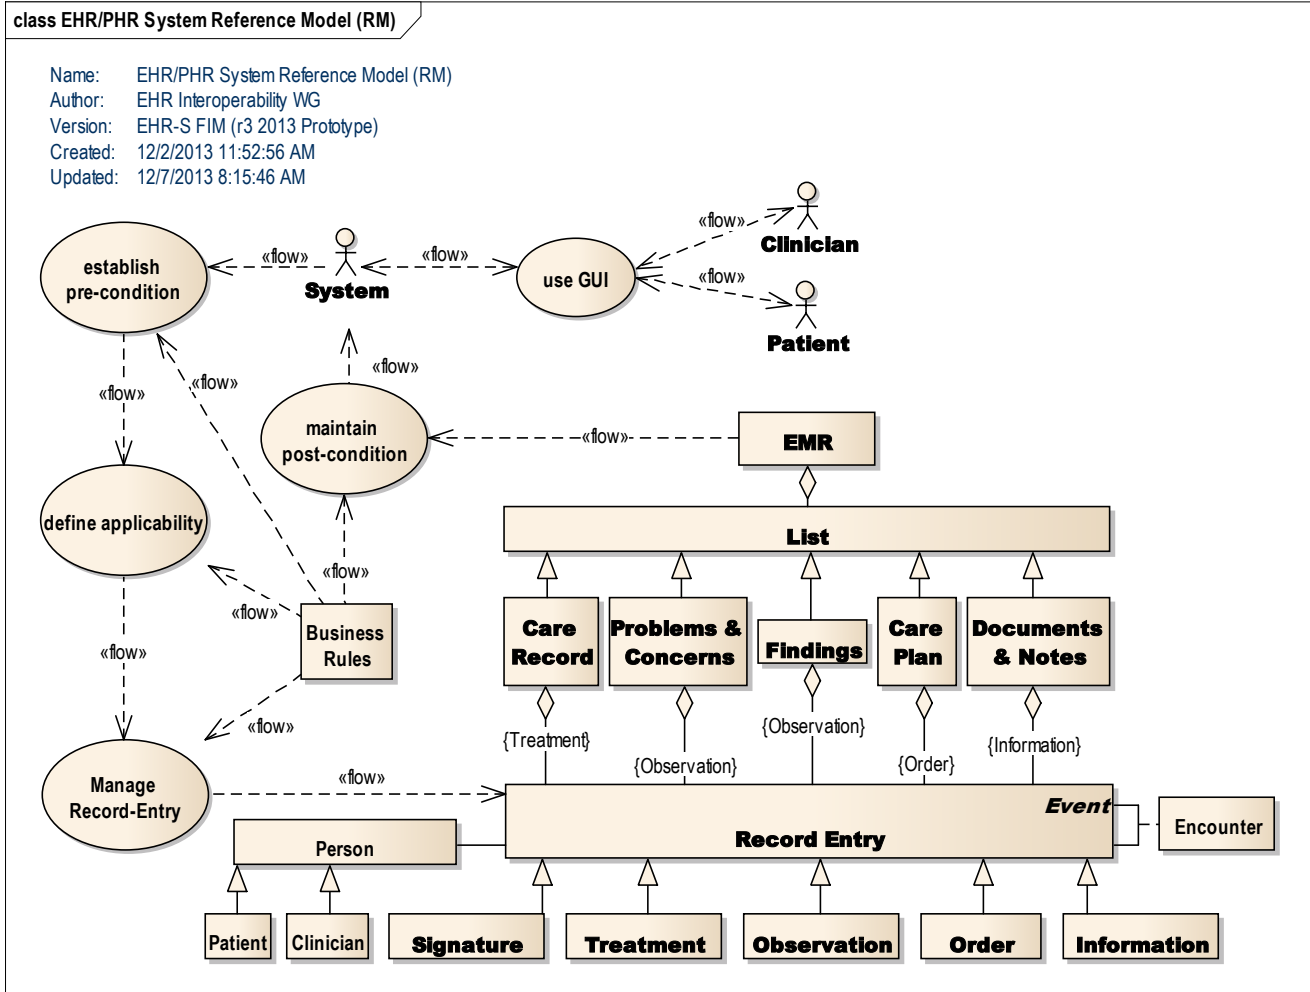 class EHR/PHR System Reference Model (RM)
Name: EHR/PHR System Reference Model (RM)
Author: EHR Interoperability WG
Version: EHR-S FIM (r3 2013 Prototype)
Created: 12/2/2013 11:52:56 AM
Updated: 12/7/2013 8:15:46 AM
«flow»
Clinician
establish
pre-condition
«flow»
System
«flow»
use GUI
«flow»
Patient
«flow»
«flow»
«flow»
maintain
post-condition
«flow»
EMR
define applicability
List
«flow»
«flow»
Business
Rules
«flow»
«flow»
Care
Record
Problems &
Concerns
Findings
Care
Plan
Documents
& Notes
{Treatment}
{Observation}
{Observation}
{Order}
{Information}
Manage
Record-Entry
«flow»
Event
Record Entry
Encounter
Person
Patient
Clinician
Signature
Treatment
Observation
Order
Information